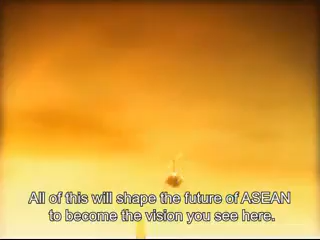 All of this will shape the future of ASEAN
to become the vision you see here.